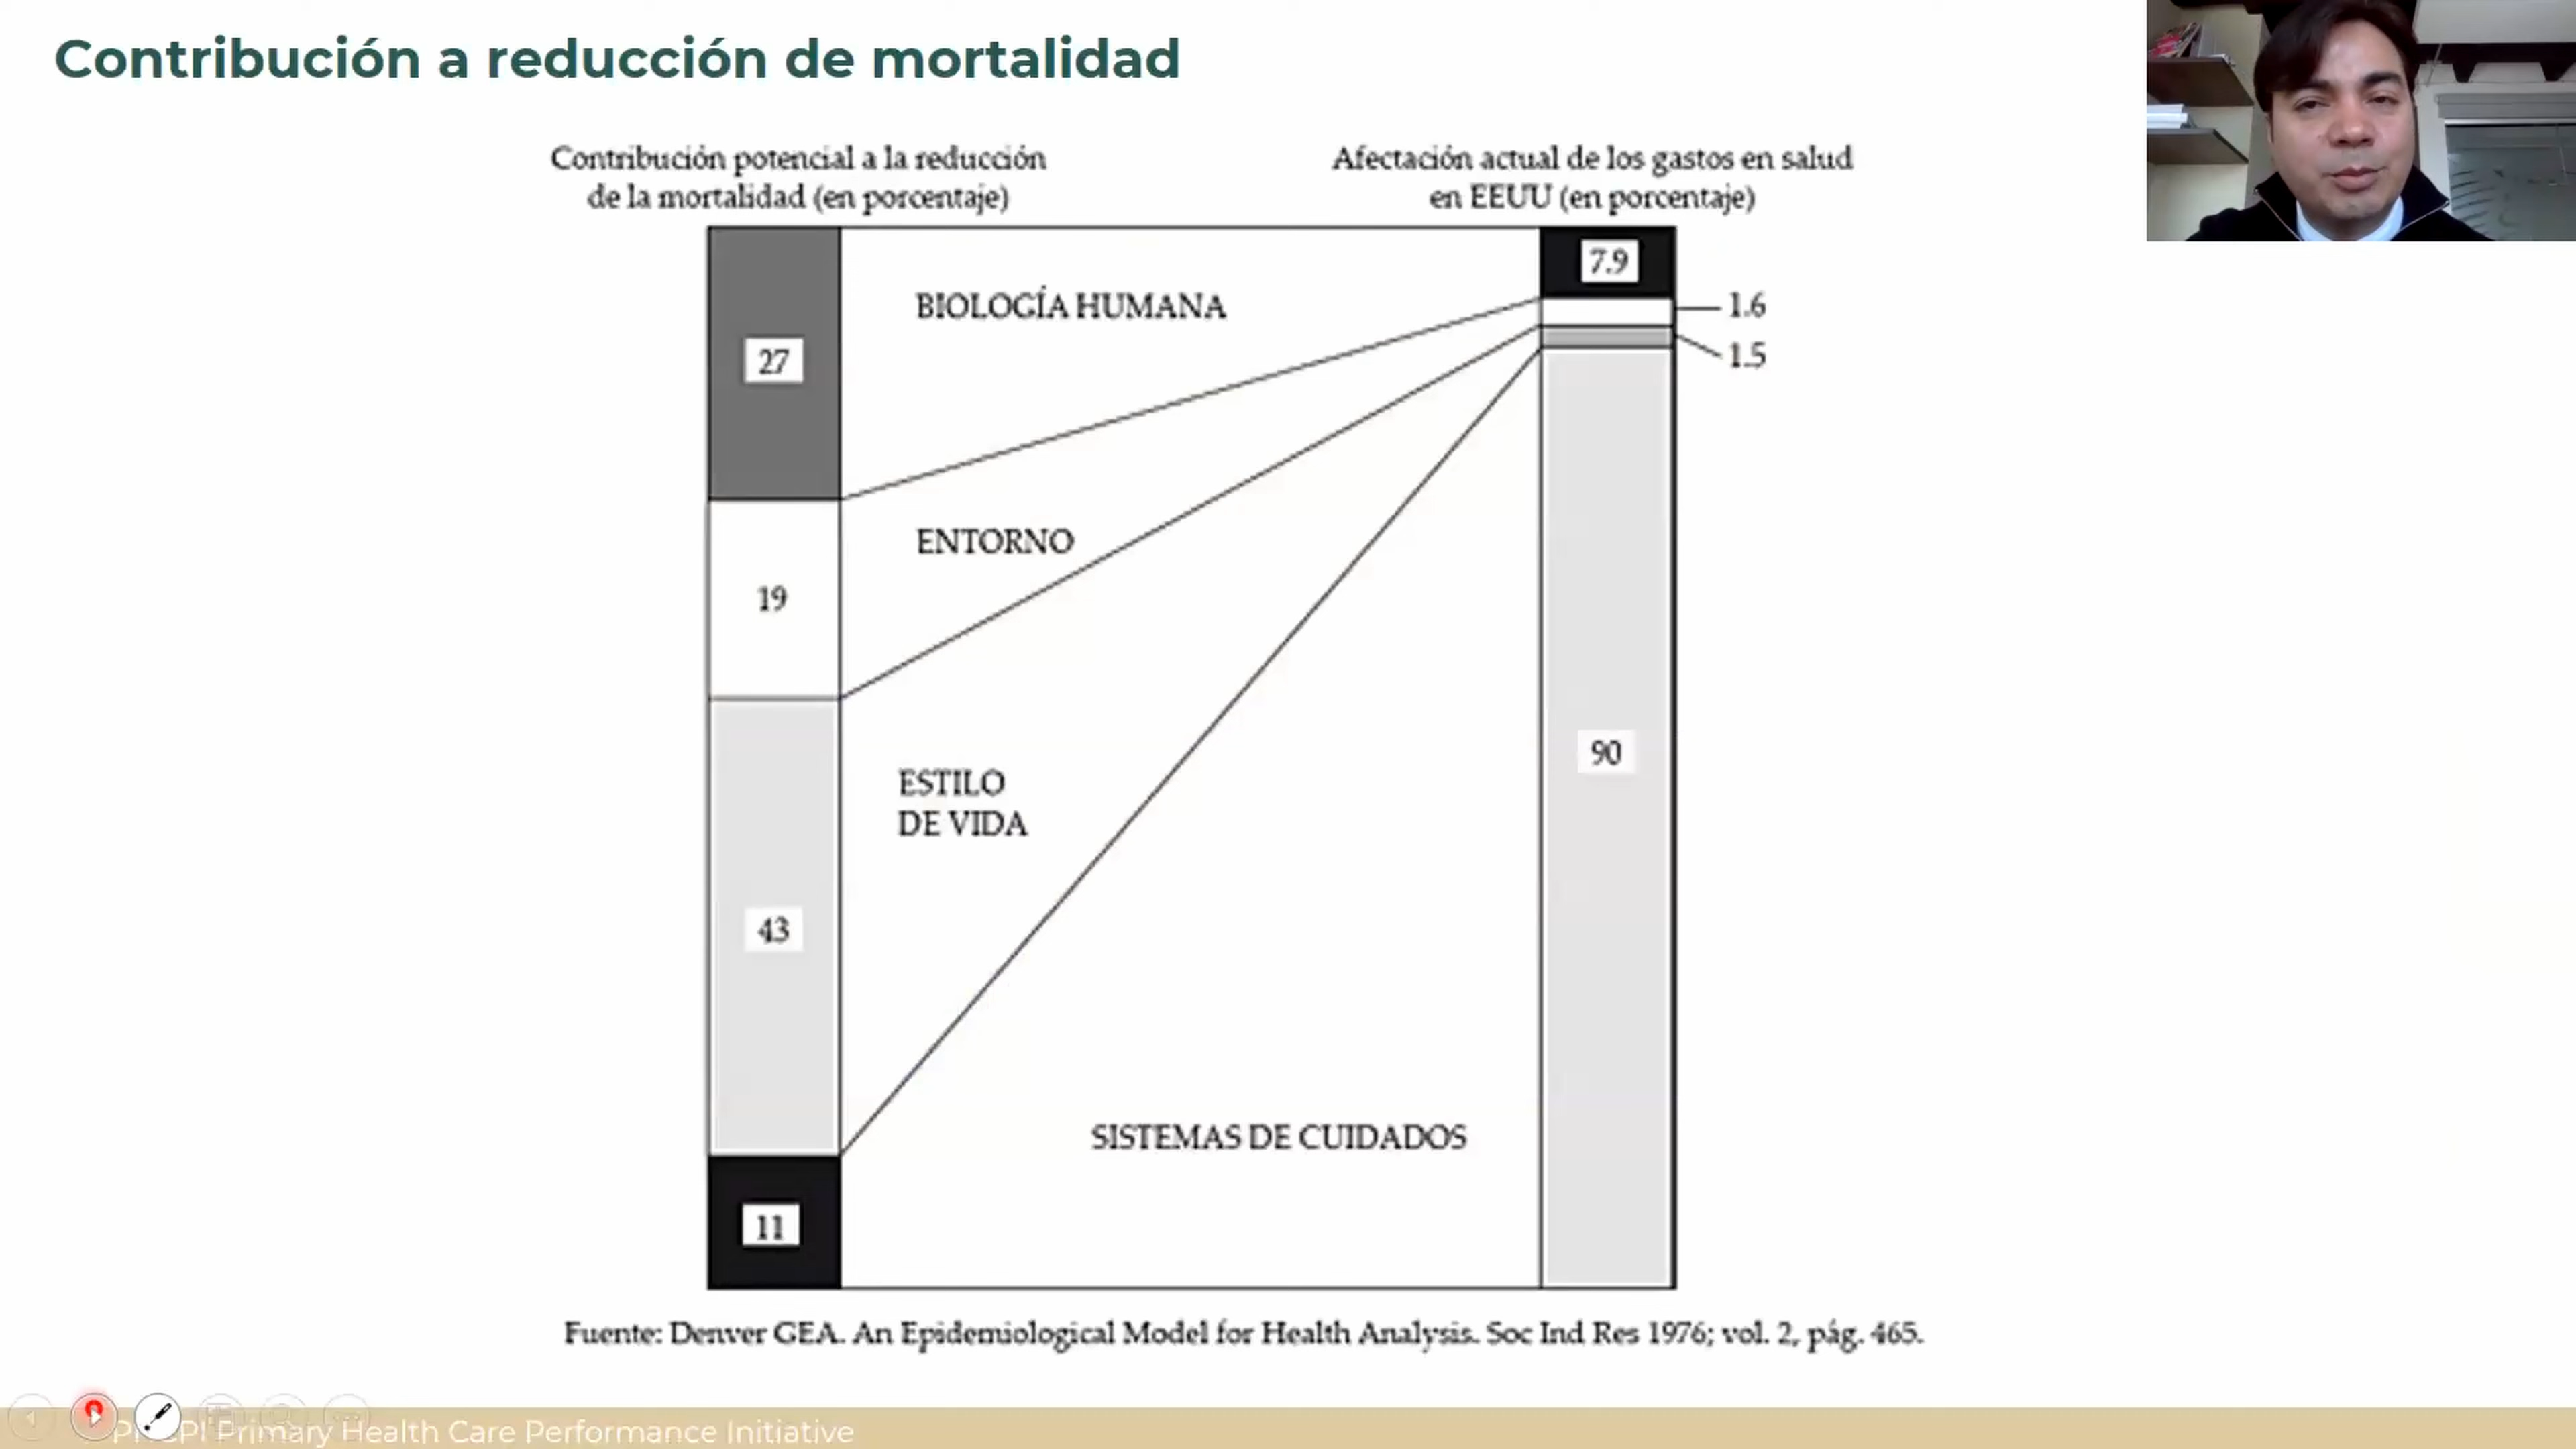 Contribución a reducción de mortalidad
Contribución potencial a la reducción
de la mortalidad (en porcentaje)
Afectación actual de los gastos en salud
en EEUU (en porcentaje)
7.9
BIOLOGÍA HUMANA
1.6
27
1.5
ENTORNO
19
90
ESTILO
DE VIDA
43
SISTEMAS DE CUIDADOS
11
Fuente: Denver GEA. An Epidemiological Model for Health Analysis. Soc Ind Res 1976; vol. 2, pág. 465.
Primary Health Care Performance Initiative